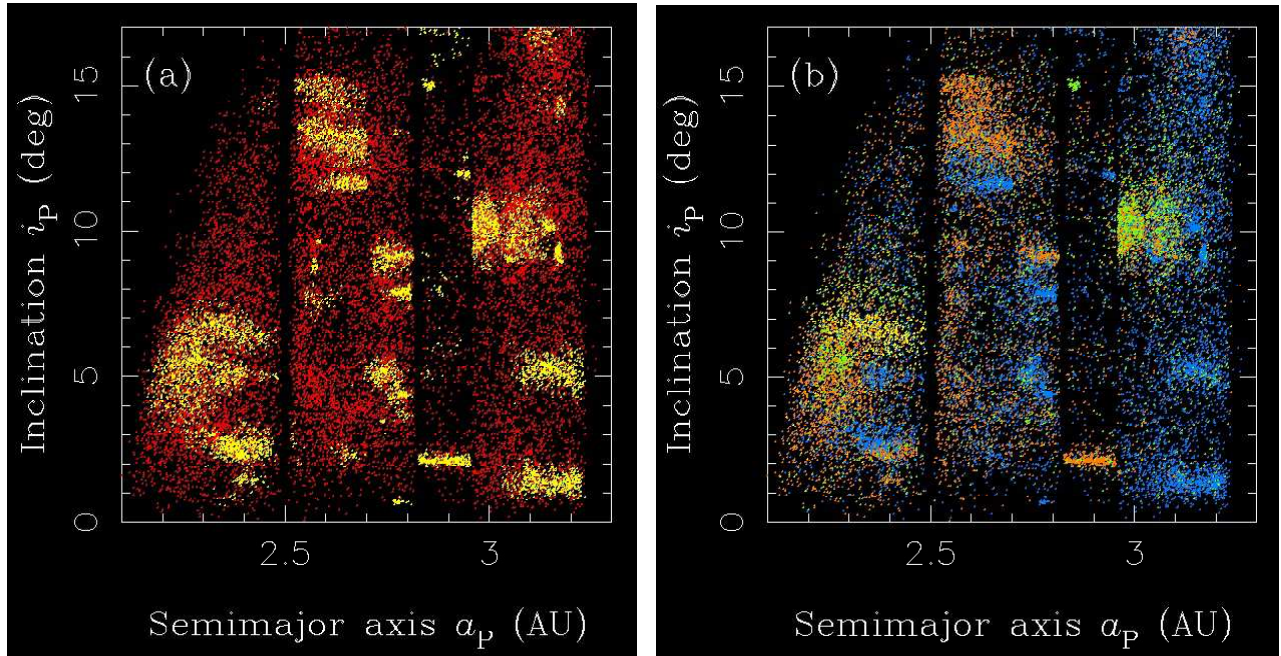 (a)
Inclination i_P (deg)
15
10
5
0
2.5
3
Semimajor axis a_P (AU)
(b)
Inclination i_P (deg)
15
10
5
0
2.5
3
Semimajor axis a_P (AU)